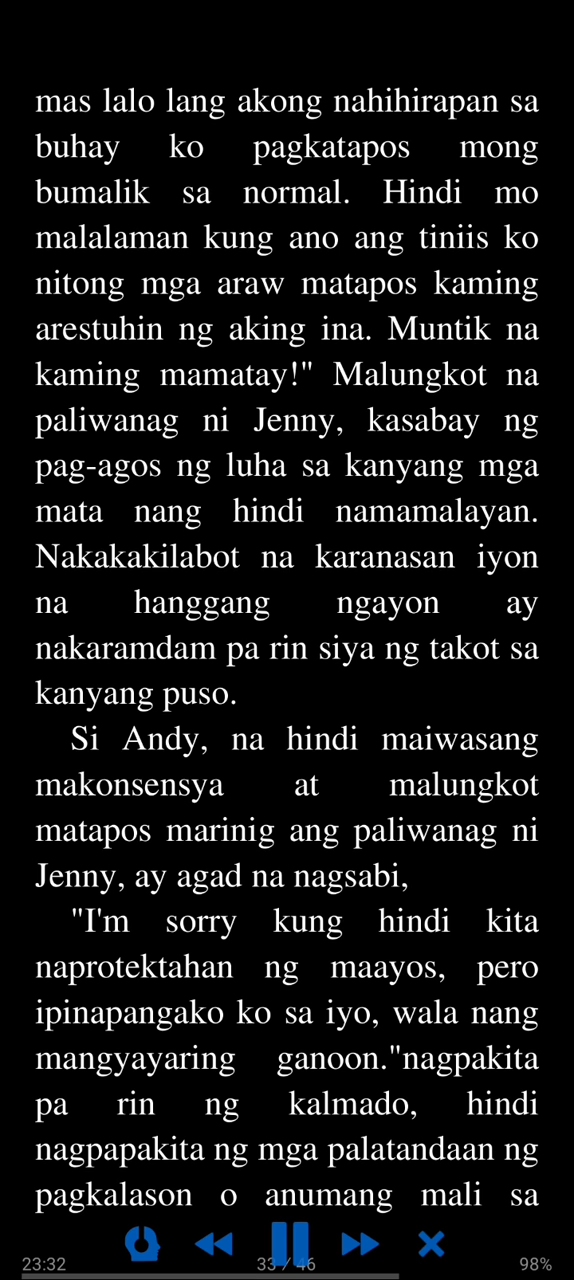 mas lalo lang akong nahihirapan sa
buhay ko pagkatapos mong
bumalik sa normal. Hindi mo
malalaman kung ano ang tiniis ko
nitong mga araw matapos kaming
arestuhin ng aking ina. Muntik na
kaming mamatay!" Malungkot na
paliwanag ni Jenny, kasabay ng
pag-agos ng luha sa kanyang mga
mata nang hindi namamalayan.
Nakakakilabot na karanasan iyon
na hanggang ngayon ay
nakaramdam pa rin siya ng takot sa
kanyang puso.
Si Andy, na hindi maiwasang
makonsensya at malungkot
matapos marinig ang paliwanag ni
Jenny, ay agad na nagsabi,
"I'm sorry kung hindi kita
naprotektahan ng maayos, pero
ipinapangako ko sa iyo, wala nang
mangyayaring ganoon."nagpakita
pa rin ng kalmado, hindi
nagpapakita ng mga palatandaan ng
pagkalason o anumang mali sa
23:32 33 / 46 98%